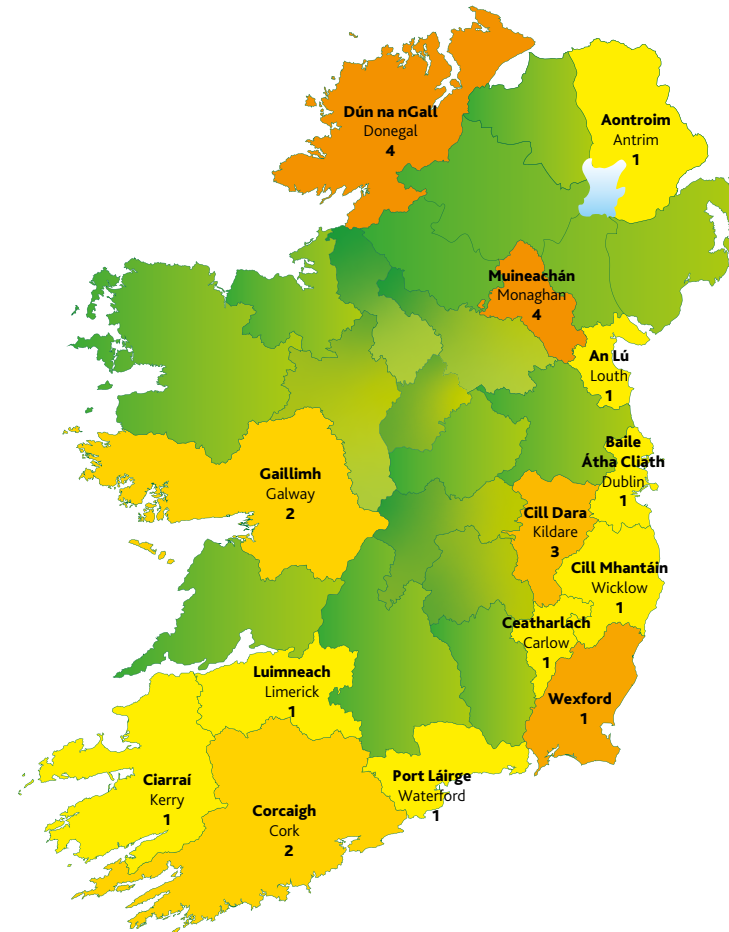 Dún na nGall
Donegal
4
Aontroim
Antrim
1
Muineachán
Monaghan
4
An Lú
Louth
1
Baile
Átha Cliath
Dublin
1
Gaillimh
Galway
2
Cill Dara
Kildare
3
Cill Mhantáin
Wicklow
1
Ceatharlach
Carlow
1
Luimneach
Limerick
1
Wexford
1
Ciarraí
Kerry
1
Port Láirge
Waterford
1
Corcaigh
Cork
2